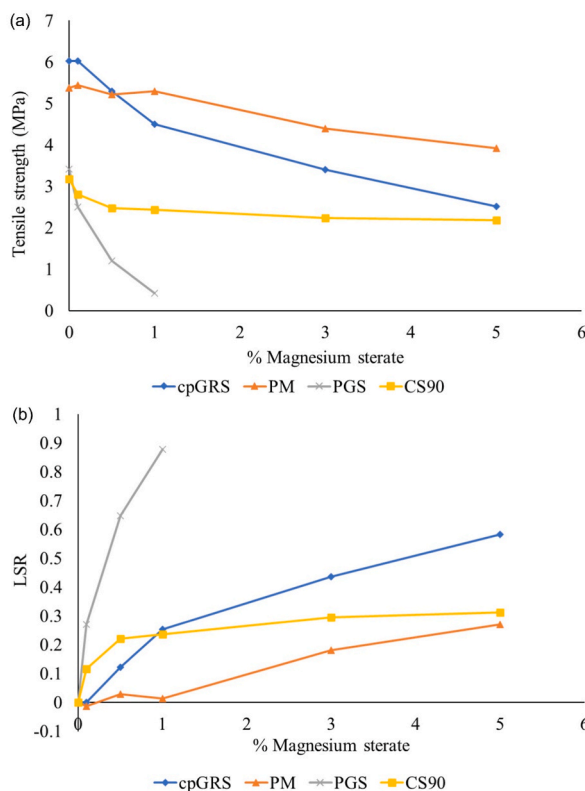 (a)
7
6
5
4
3
2
1
0
Tensile strength (MPa)
0 1 2 3 4 5 6
% Magnesium sterate
cpGRS PM PGS CS90
(b)
1
0.9
0.8
0.7
0.6
0.5
0.4
0.3
0.2
0.1
0
-0.1
LSR
0 1 2 3 4 5 6
% Magnesium sterate
cpGRS PM PGS CS90